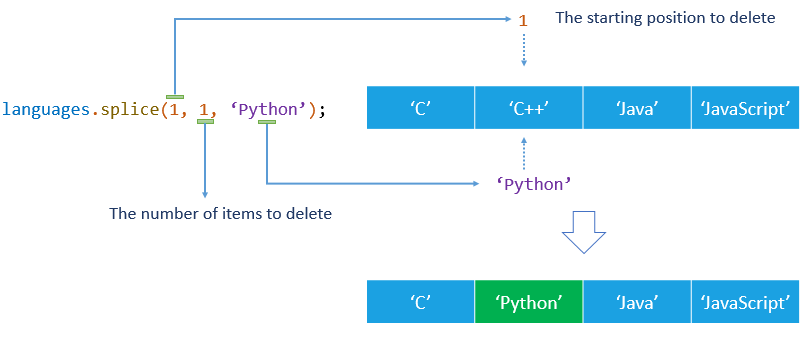 1 The starting position to delete
languages.splice(1, 1, ‘Python’);
‘C’ ‘C++’ ‘Java’ ‘JavaScript’
‘Python’
The number of items to delete
‘C’ ‘Python’ ‘Java’ ‘JavaScript’